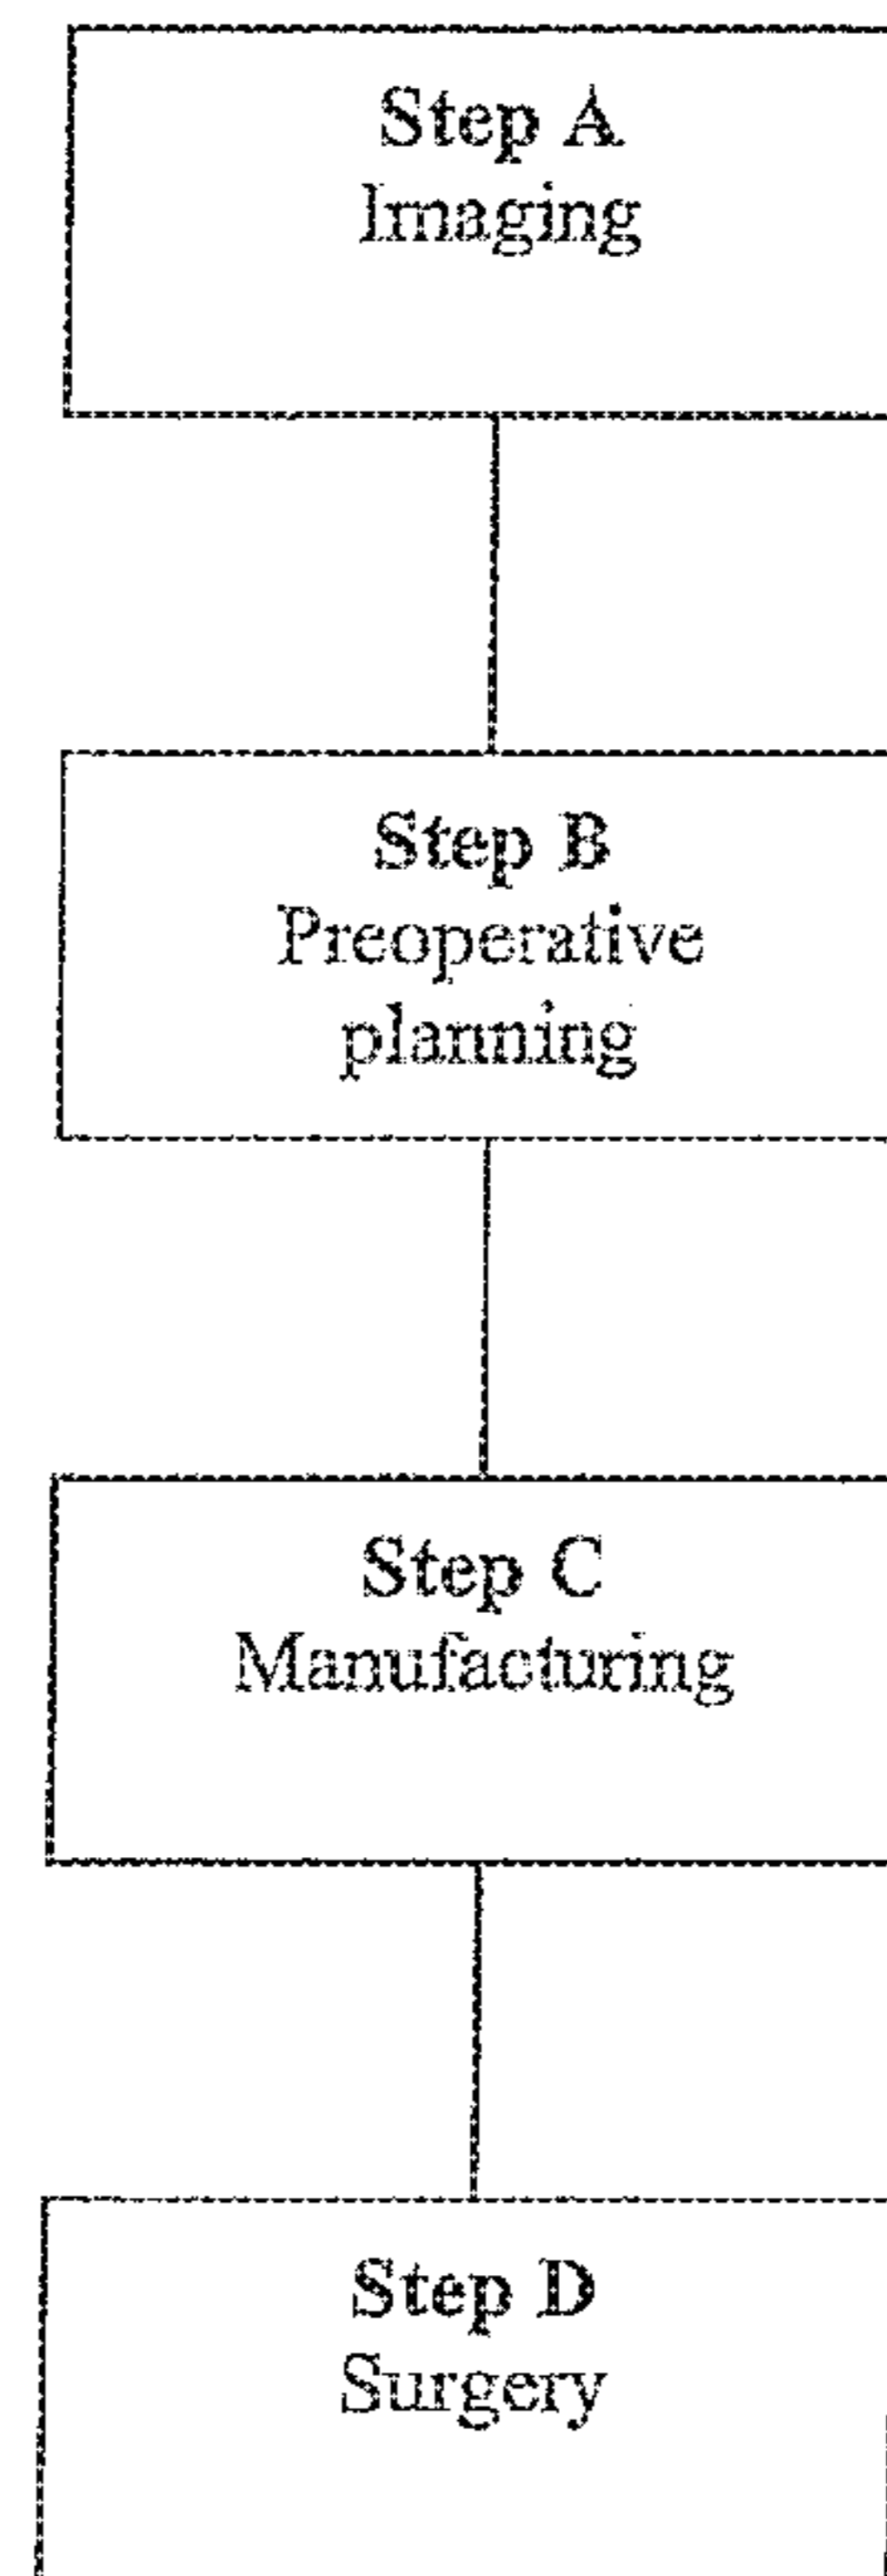 Step A
Imaging
Step B
Preoperative
planning
Step C
Manufacturing
Step D
Surgery